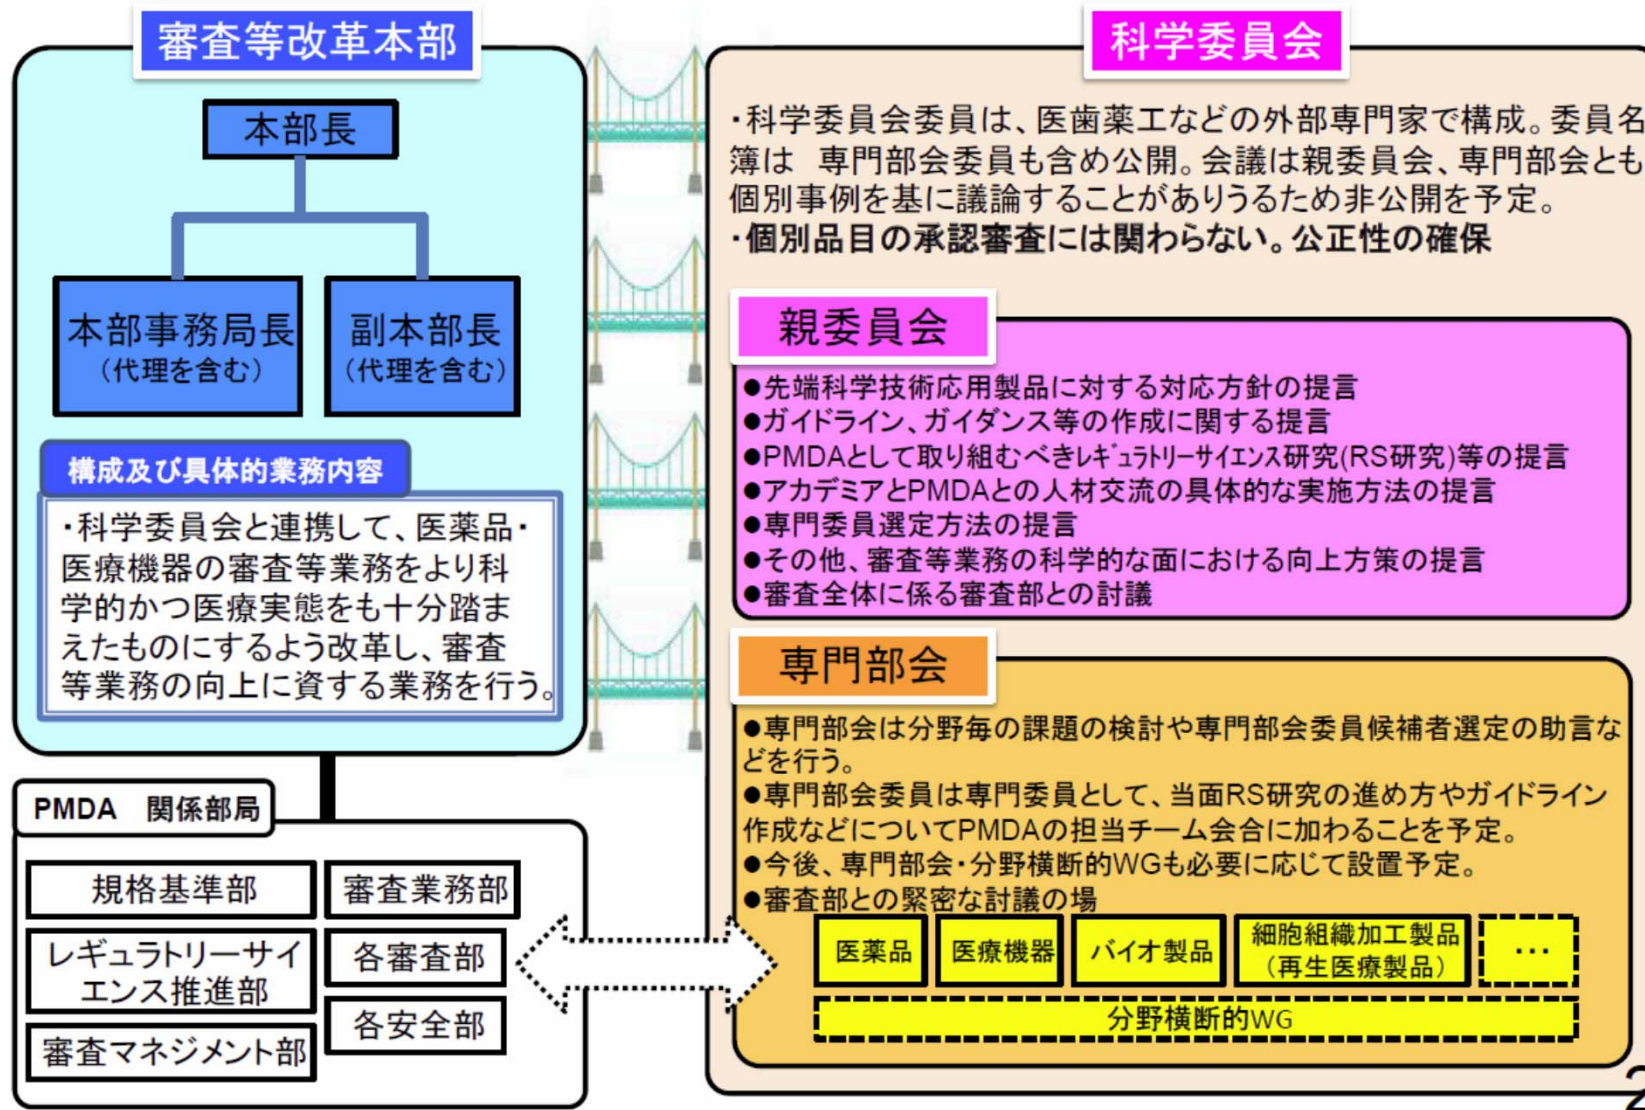 審査等改革本部
本部長
本部事務局長
（代理を含む）
副本部長
（代理を含む）
構成及び具体的業務内容
・科学委員会と連携して、医薬品・
医療機器の審査等業務をより科
学的かつ医療実態をも十分踏ま
えたものにするよう改革し、審査
等業務の向上に資する業務を行う。
PMDA　関係部局
規格基準部
審査業務部
レギュラトリーサイ
エンス推進部
各審査部
審査マネジメント部
各安全部
科学委員会
・科学委員会委員は、医歯薬工などの外部専門家で構成。委員名
簿は　専門部会委員も含め公開。会議は親委員会、専門部会とも
個別事例を基に議論することがありうるため非公開を予定。
・個別品目の承認審査には関わらない。公正性の確保
親委員会
●先端科学技術応用製品に対する対応方針の提言
●ガイドライン、ガイダンス等の作成に関する提言
●PMDAとして取り組むべきﾚｷﾞｭﾗﾄﾘｰｻｲｴﾝｽ研究(RS研究)等の提言
●アカデミアとPMDAとの人材交流の具体的な実施方法の提言
●専門委員選定方法の提言
●その他、審査等業務の科学的な面における向上方策の提言
●審査全体に係る審査部との討議
専門部会
●専門部会は分野毎の課題の検討や専門部会委員候補者選定の助言な
どを行う。
●専門部会委員は専門委員として、当面RS研究の進め方やガイドライン
作成などについてPMDAの担当チーム会合に加わることを予定。
●今後、専門部会・分野横断的WGも必要に応じて設置予定。
●審査部との緊密な討議の場
医薬品
医療機器
バイオ製品
細胞組織加工製品
（再生医療製品）
…
分野横断的WG
2